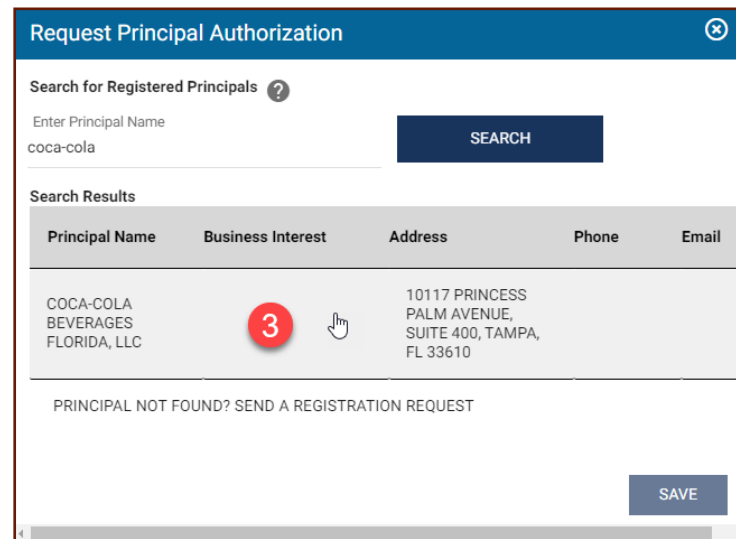 Request Principal Authorization
Search for Registered Principals ?
Enter Principal Name
coca-cola
SEARCH
Search Results
Principal Name Business Interest Address Phone Email
COCA-COLA
BEVERAGES
FLORIDA, LLC
3
10117 PRINCESS
PALM AVENUE,
SUITE 400, TAMPA,
FL 33610
PRINCIPAL NOT FOUND? SEND A REGISTRATION REQUEST
SAVE